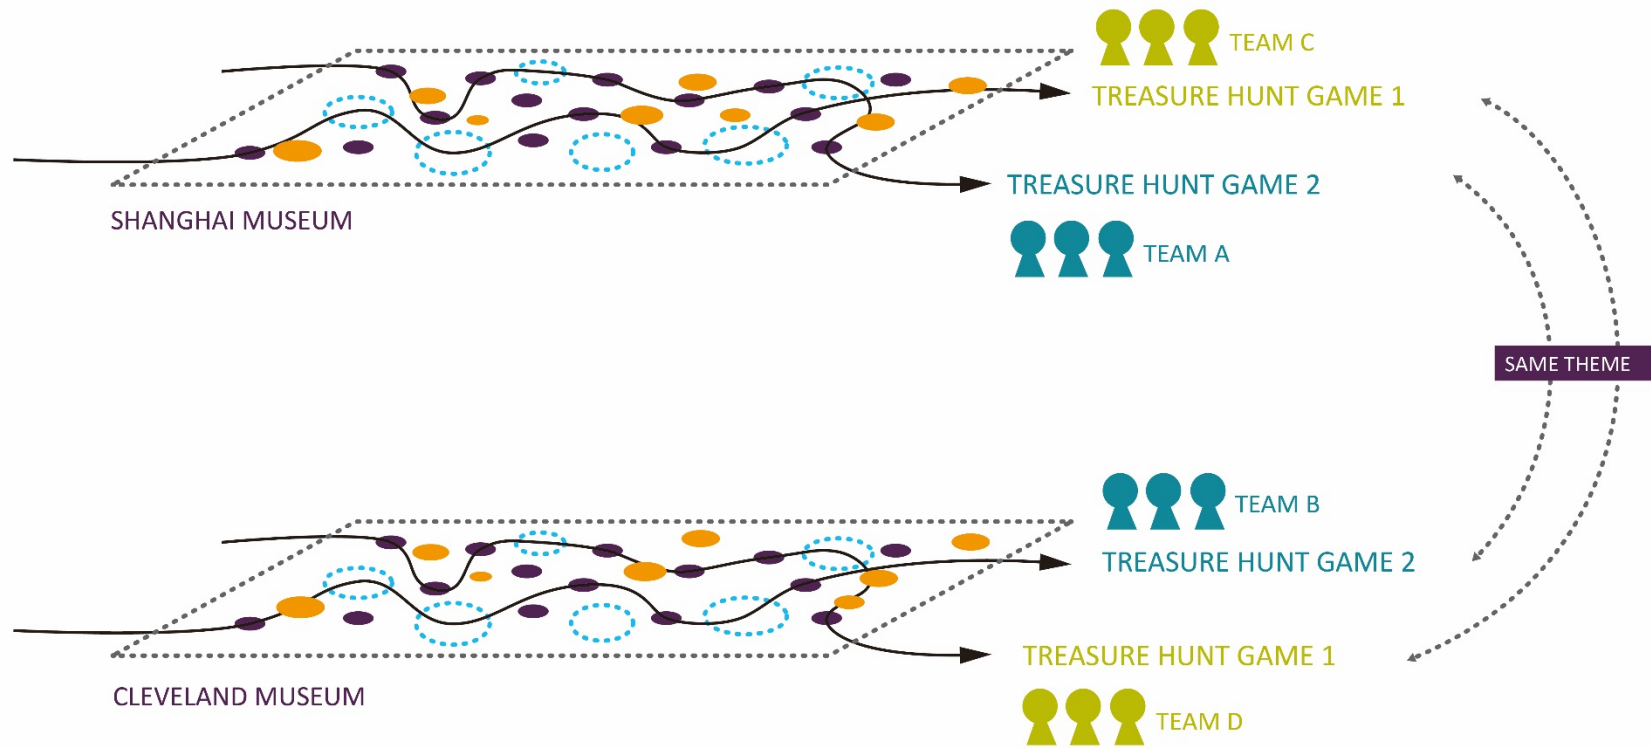 TEAM C
TREASURE HUNT GAME 1
TREASURE HUNT GAME 2
SHANGHAI MUSEUM
TEAM A
SAME THEME
TEAM B
TREASURE HUNT GAME 2
TREASURE HUNT GAME 1
CLEVELAND MUSEUM
TEAM D